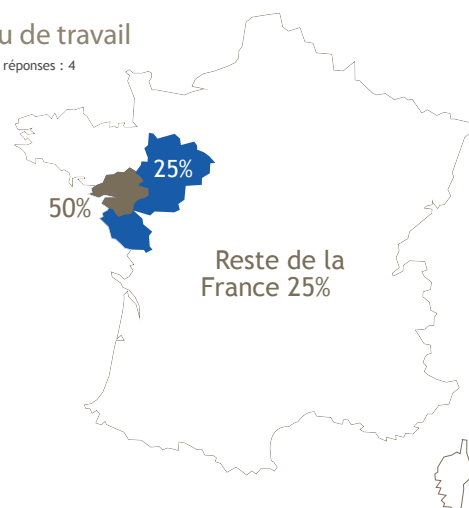 u de travail
réponses : 4
25%
50%
Reste de la
France 25%